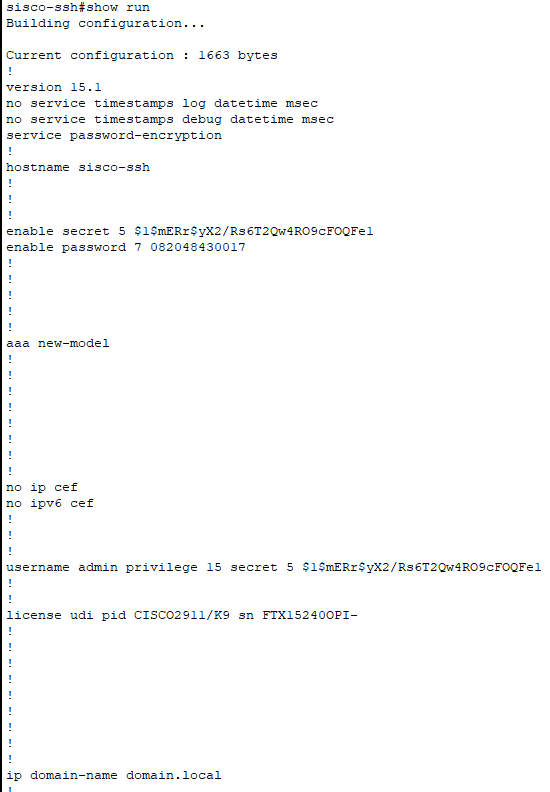 sisco-ssh#show run
Building configuration...
Current configuration : 1663 bytes
!
version 15.1
no service timestamps log datetime msec
no service timestamps debug datetime msec
service password-encryption
!
hostname sisco-ssh
!
!
!
enable secret 5 $1$mERr$yX2/Rs6T2Qw4RO9cFOQFe1
enable password 7 082048430017
!
!
!
!
!
aaa new-model
!
!
!
!
!
!
!
!
no ip cef
no ipv6 cef
!
!
!
username admin privilege 15 secret 5 $1$mERr$yX2/Rs6T2Qw4RO9cFOQFe1
!
!
license udi pid CISCO2911/K9 sn FTX15240OPI-
!
!
!
!
!
!
!
!
!
ip domain-name domain.local
!